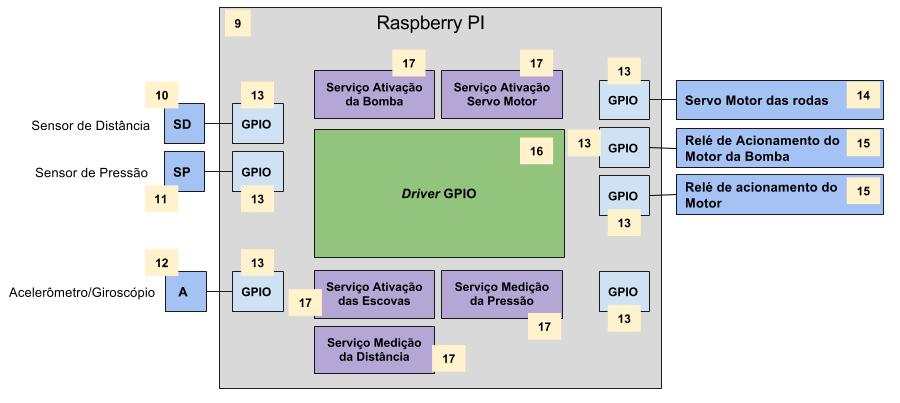 9
Raspberry PI
17
17
Serviço Ativação
da Bomba
Serviço Ativação
Servo Motor
10
13
13
Sensor de Distância
SD
GPIO
GPIO
Servo Motor das rodas
14
Sensor de Pressão
SP
GPIO
11
13
16
Driver GPIO
13
GPIO
Relé de Acionamento do
Motor da Bomba
15
GPIO
13
Relé de acionamento do
Motor
15
12
13
Acelerômetro/Giroscópio
A
GPIO
17
Serviço Ativação
das Escovas
Serviço Medição
da Pressão
17
GPIO
13
Serviço Medição
da Distância
17